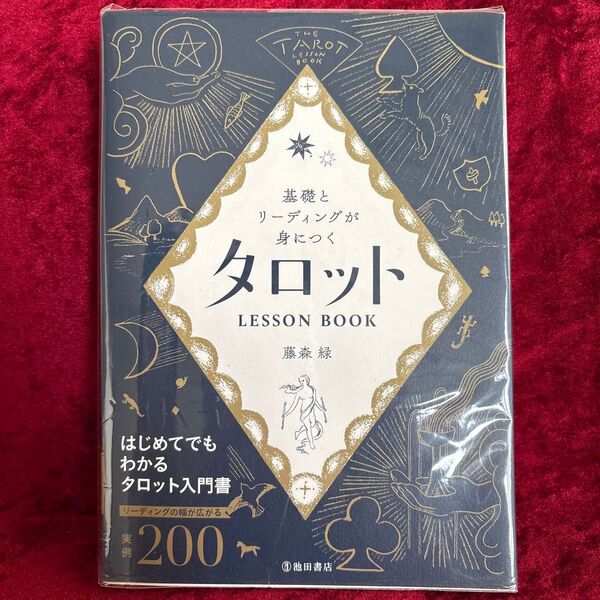 THE
TAROT
LESSON
BOOK
基礎と
リーディングが
身につく
タロット
LESSON BOOK
藤森 緑
はじめてでも
わかる
タロット入門書
リーディングの幅が広がる
実例
200
池田書店